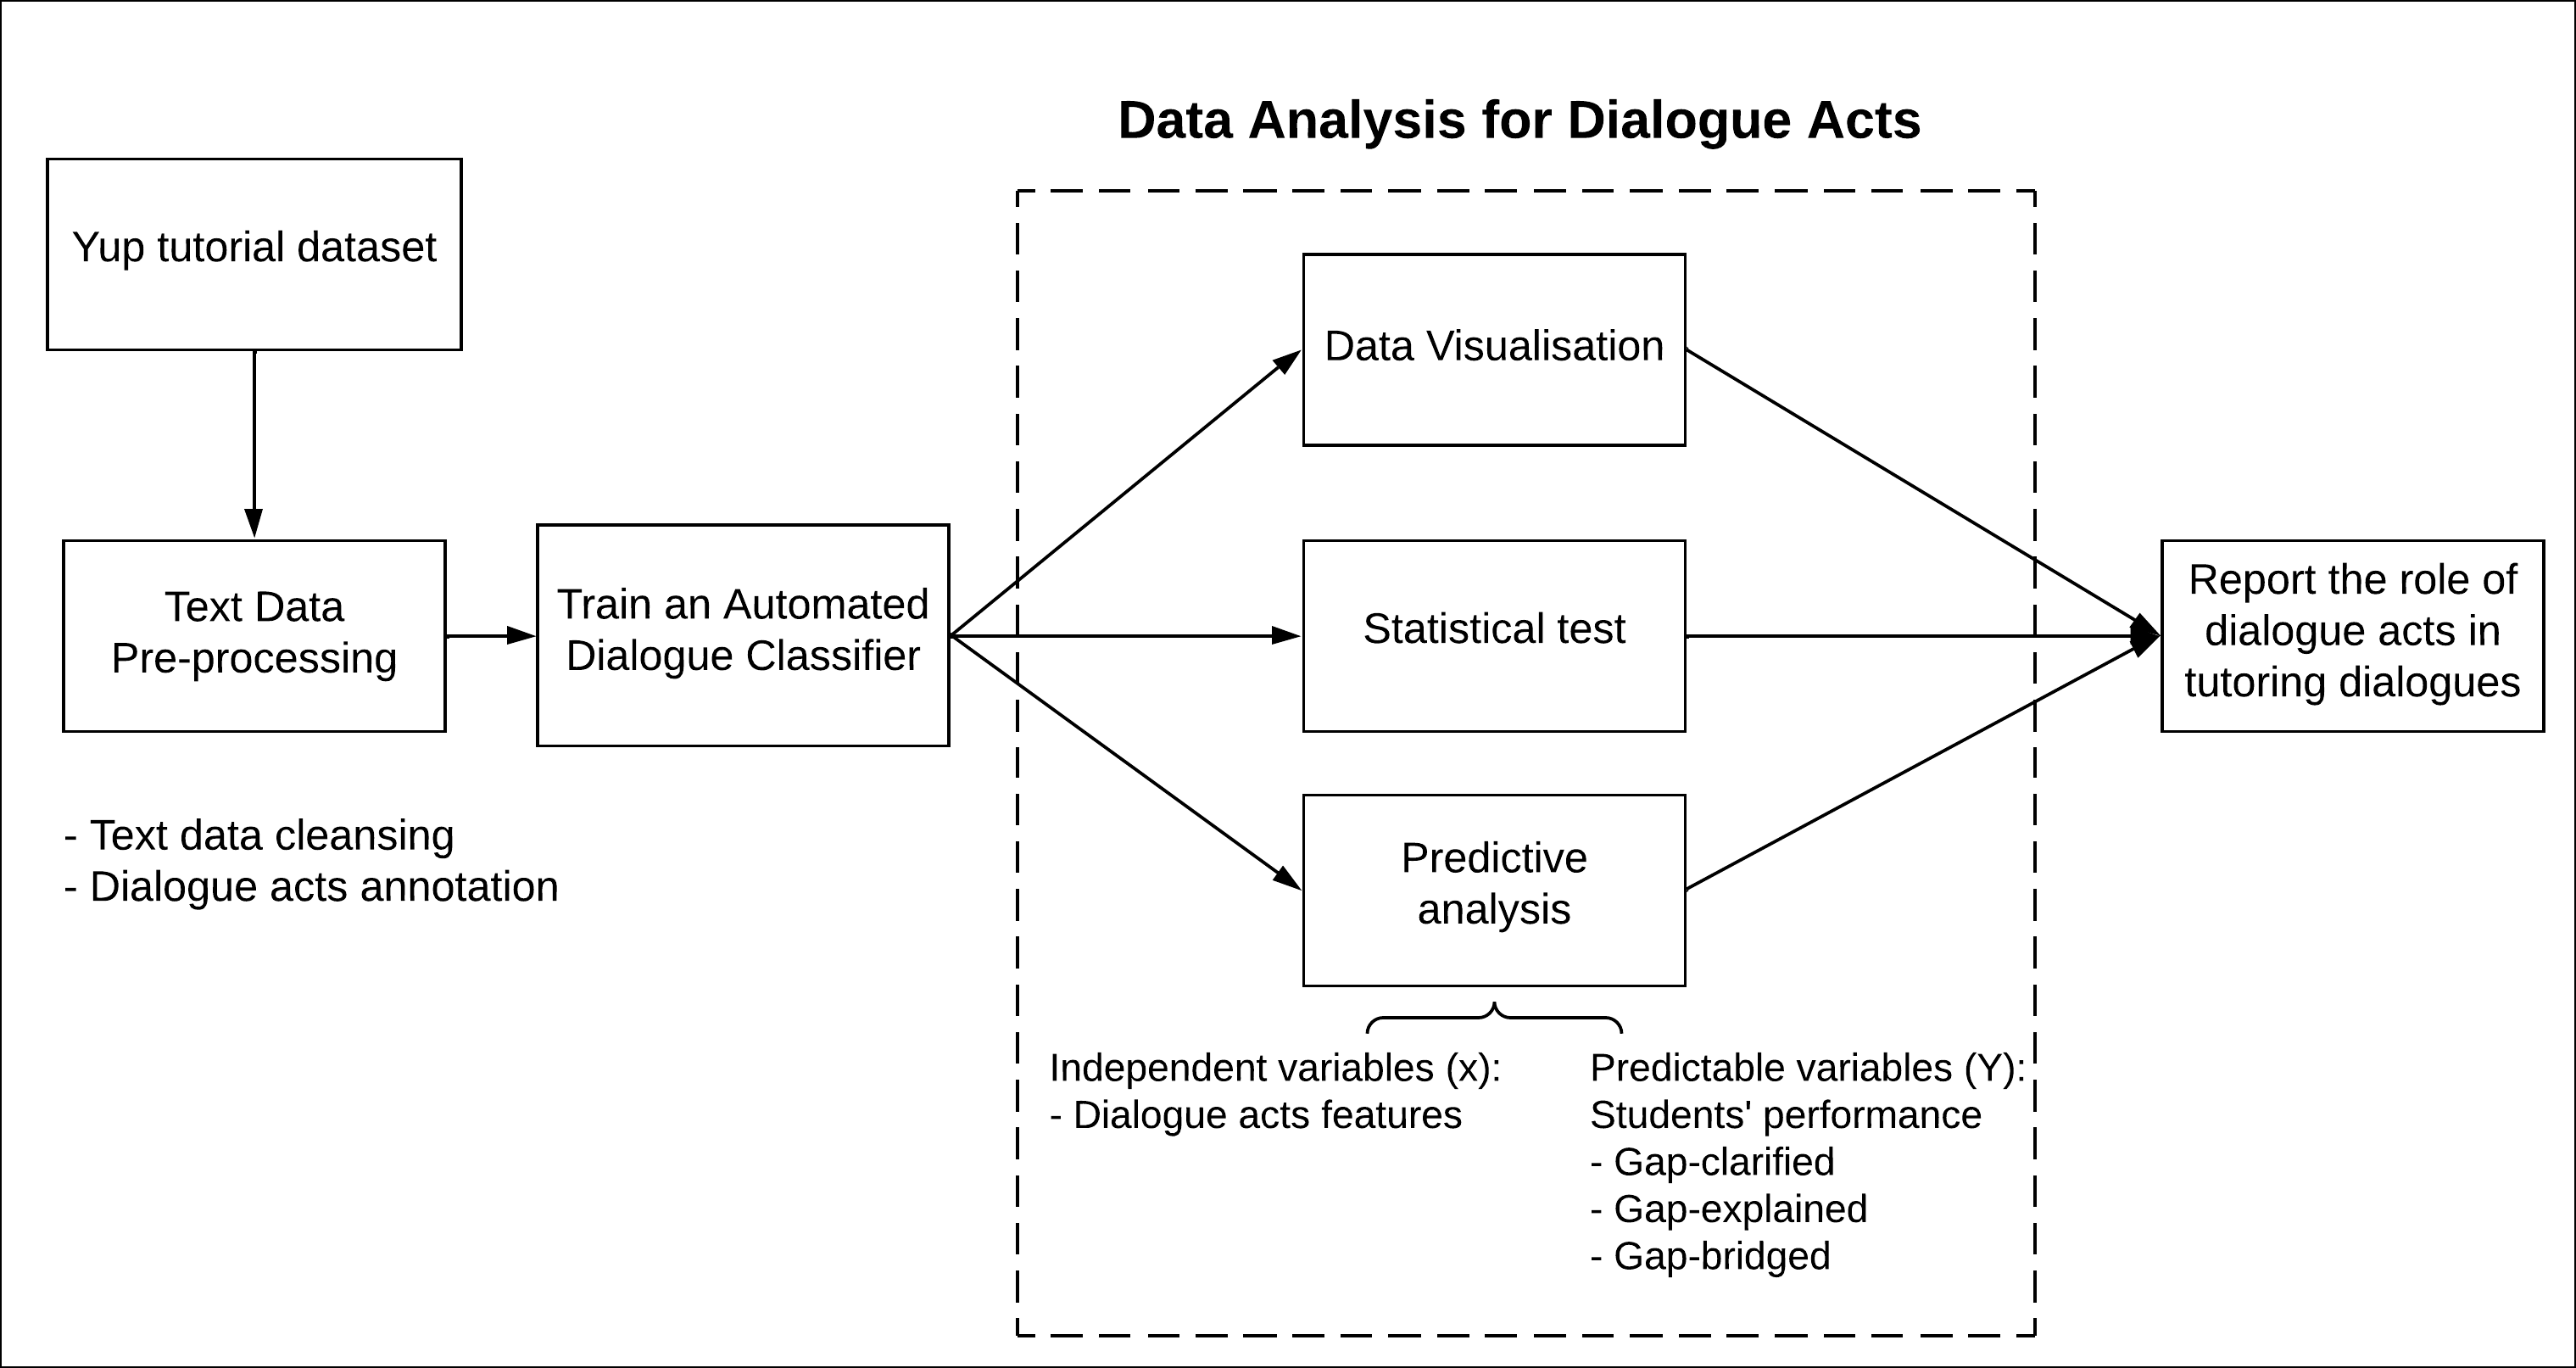 Data Analysis for Dialogue Acts
Yup tutorial dataset
Text Data
Pre-processing
- Text data cleansing
- Dialogue acts annotation
Train an Automated
Dialogue Classifier
Data Visualisation
Statistical test
Predictive
analysis
Independent variables (x):
- Dialogue acts features
Predictable variables (Y):
Students' performance
- Gap-clarified
- Gap-explained
- Gap-bridged
Report the role of
dialogue acts in
tutoring dialogues